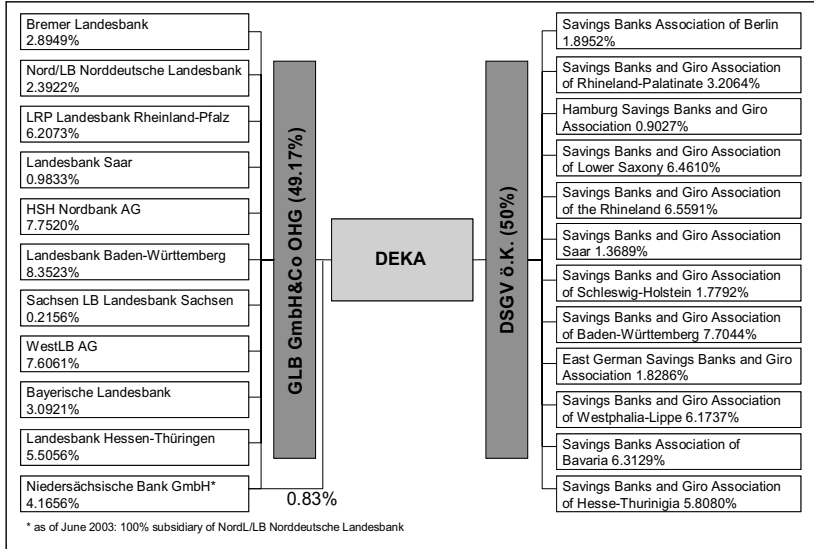 Bremer Landesbank
2.8949%
Nord/LB Norddeutsche Landesbank
2.3922%
LRP Landesbank Rheinland-Pfalz
6.2073%
Landesbank Saar
0.9833%
HSH Nordbank AG
7.7520%
Landesbank Baden-Württemberg
8.3523%
Sachsen LB Landesbank Sachsen
0.2156%
WestLB AG
7.6061%
Bayerische Landesbank
3.0921%
Landesbank Hessen-Thüringen
5.5056%
Niedersächsische Bank GmbH*
4.1656%
GLB GmbH&Co OHG (49.17%)
0.83%
DEKA
DSGV ö.K. (50%)
Savings Banks Association of Berlin
1.8952%
Savings Banks and Giro Association
of Rhineland-Palatinate 3.2064%
Hamburg Savings Banks and Giro
Association 0.9027%
Savings Banks and Giro Association
of Lower Saxony 6.4610%
Savings Banks and Giro Association
of the Rhineland 6.5591%
Savings Banks and Giro Association
Saar 1.3689%
Savings Banks and Giro Association
of Schleswig-Holstein 1.7792%
Savings Banks and Giro Association
of Baden-Württemberg 7.7044%
East German Savings Banks and Giro
Association 1.8286%
Savings Banks and Giro Association
of Westphalia-Lippe 6.1737%
Savings Banks Association of
Bavaria 6.3129%
Savings Banks and Giro Association
of Hesse-Thurinigia 5.8080%
* as of June 2003: 100% subsidiary of NordL/LB Norddeutsche Landesbank